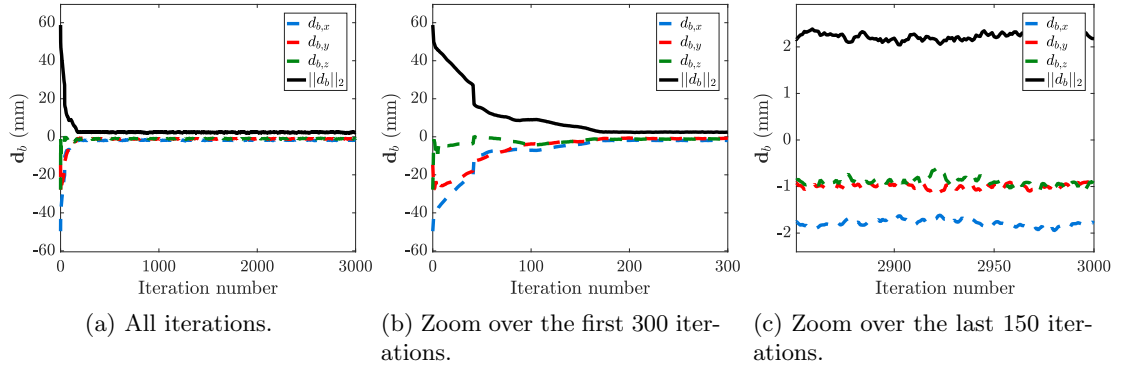 60
40
20
0
-20
-40
-60
d_b (mm)
0 1000 2000 3000
Iteration number
d_{b,x}
d_{b,y}
d_{b,z}
||d_b||_2
(a) All iterations.
60
40
20
0
-20
-40
-60
d_b (mm)
0 100 200 300
Iteration number
d_{b,x}
d_{b,y}
d_{b,z}
||d_b||_2
(b) Zoom over the first 300 iter-
ations.
2
1
0
-1
-2
d_b (mm)
2900 2950 3000
Iteration number
d_{b,x}
d_{b,y}
d_{b,z}
||d_b||_2
(c) Zoom over the last 150 iter-
ations.